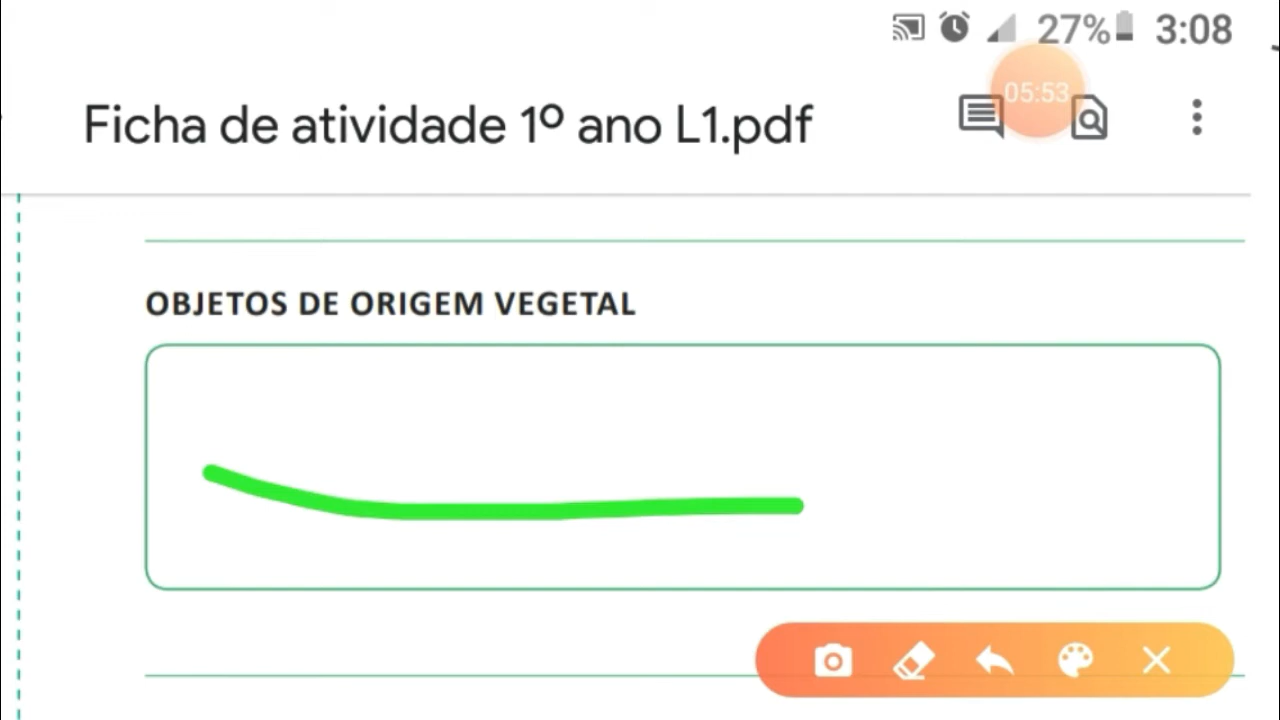 27% 3:08
05:53
Ficha de atividade 1º ano L1.pdf
OBJETOS DE ORIGEM VEGETAL